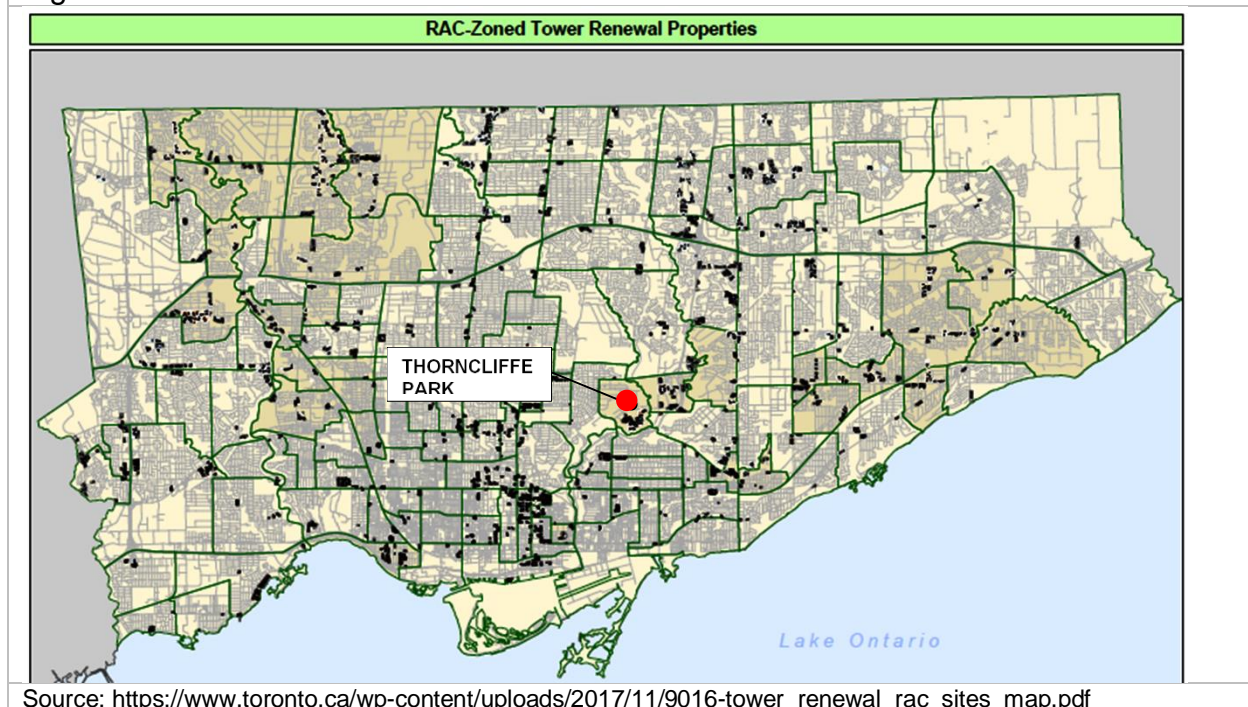 RAC-Zoned Tower Renewal Properties
THORNCLIFFE
PARK
Lake Ontario
Source: https://www.toronto.ca/wp-content/uploads/2017/11/9016-tower_renewal_rac_sites_map.pdf